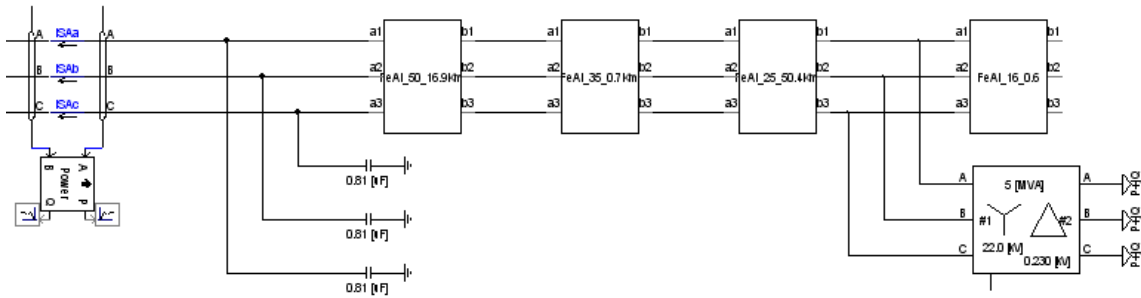 A ISAa A
B ISAb B
C ISAc C
a1 b1 a1 b1 a1 b1 a1 b1
a2 FeAl_50_16.9km b2 a2 FeAl_35_0.7km b2 a2 FeAl_25_50.4km b2 a2 FeAl_16_0.6 b2
a3 b3 a3 b3 a3 b3 a3 b3
A
B
Power
P
Q
0.81 [uF]
0.81 [uF]
0.81 [uF]
A 5 [MVA] A P+jQ
B #1 #2 B P+jQ
C 22.0 [kV] 0.230 [kV] C P+jQ